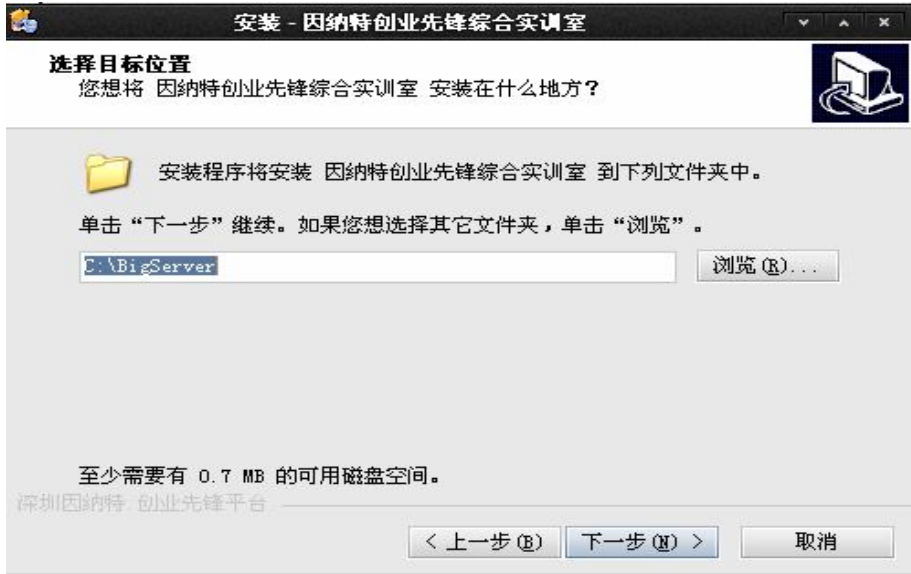 安装 - 因纳特创业先锋综合实训室
选择目标位置
您想将 因纳特创业先锋综合实训室 安装在什么地方?
安装程序将安装 因纳特创业先锋综合实训室 到下列文件夹中。
单击“下一步”继续。如果您想选择其它文件夹，单击“浏览”。
C:\BigServer
浏览(R)...
至少需要有 0.7 MB 的可用磁盘空间。
深圳因纳特.创业先锋平台
< 上一步(B)
下一步(N) >
取消